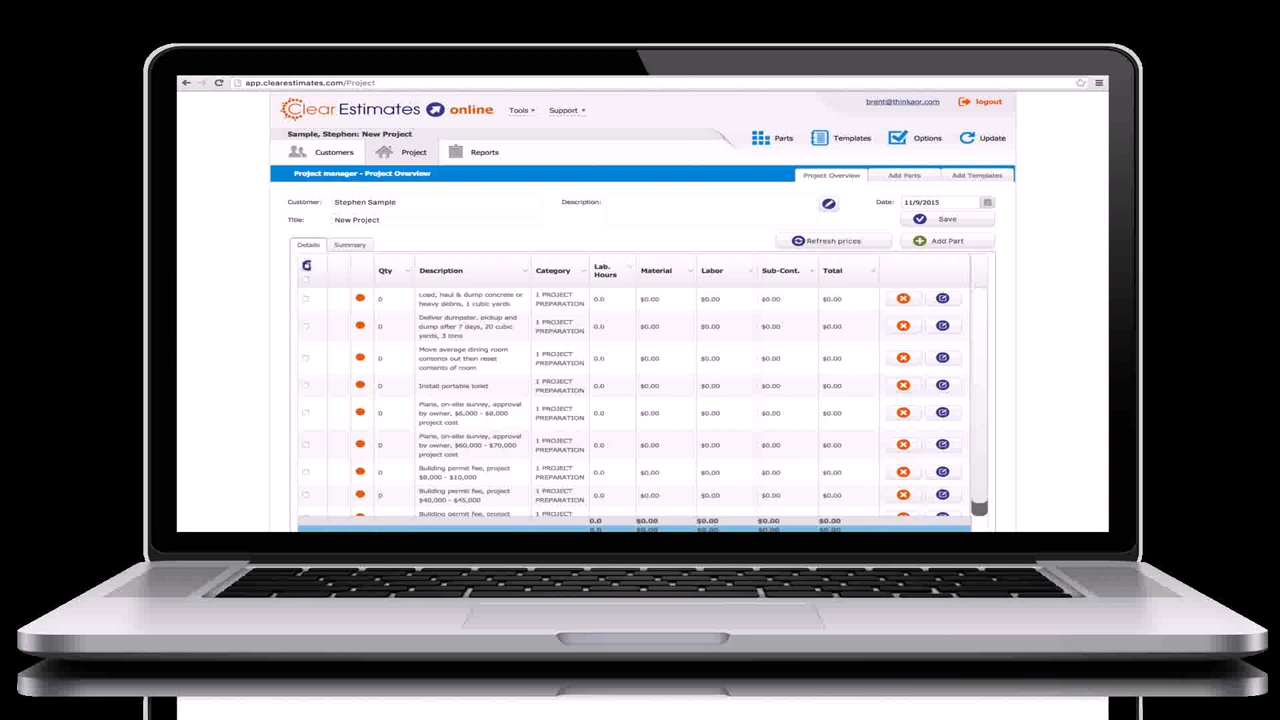 app.clearestimates.com/Project
ClearEstimates online
Tools
Support
brent@thinkaor.com
logout
Sample, Stephen: New Project
Parts
Templates
Options
Update
Customers
Project
Reports
Project manager - Project Overview
Project Overview
Add Parts
Add Templates
Customer: Stephen Sample
Description:
Date: 11/9/2015
Title: New Project
Save
Refresh prices
Add Part
Details
Summary
Qty Description Category Lab. Hours Material Labor Sub-Cont. Total
0 Load, haul & dump concrete or heavy debris, 1 cubic yards 1 PROJECT PREPARATION 0.0 $0.00 $0.00 $0.00 $0.00
0 Deliver dumpster, pickup and dump after 7 days, 20 cubic yards, 3 tons 1 PROJECT PREPARATION 0.0 $0.00 $0.00 $0.00 $0.00
0 Move average dining room contents out then reset contents of room 1 PROJECT PREPARATION 0.0 $0.00 $0.00 $0.00 $0.00
0 Install portable toilet 1 PROJECT PREPARATION 0.0 $0.00 $0.00 $0.00 $0.00
0 Plans, on-site survey, approval by owner, $6,000 - $8,000 project cost 1 PROJECT PREPARATION 0.0 $0.00 $0.00 $0.00 $0.00
0 Plans, on-site survey, approval by owner, $60,000 - $70,000 project cost 1 PROJECT PREPARATION 0.0 $0.00 $0.00 $0.00 $0.00
0 Building permit fee, project $8,000 - $10,000 1 PROJECT PREPARATION 0.0 $0.00 $0.00 $0.00 $0.00
0 Building permit fee, project $40,000 - $45,000 1 PROJECT PREPARATION 0.0 $0.00 $0.00 $0.00 $0.00
Building permit fee, project 1 PROJECT
0.0 $0.00 $0.00 $0.00 $0.00
0.0 $0.00 $0.00 $0.00 $0.00